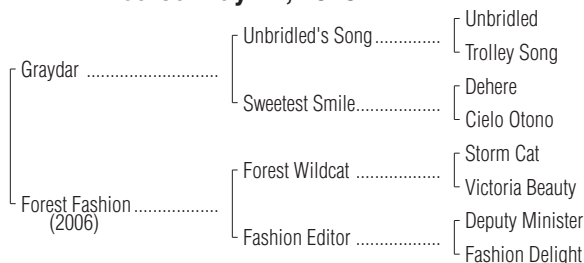 Unbridled
Unbridled's Song
Trolley Song
Graydar
Dehere
Sweetest Smile
Cielo Otono
Storm Cat
Forest Wildcat
Victoria Beauty
Forest Fashion
(2006)
Deputy Minister
Fashion Editor
Fashion Delight